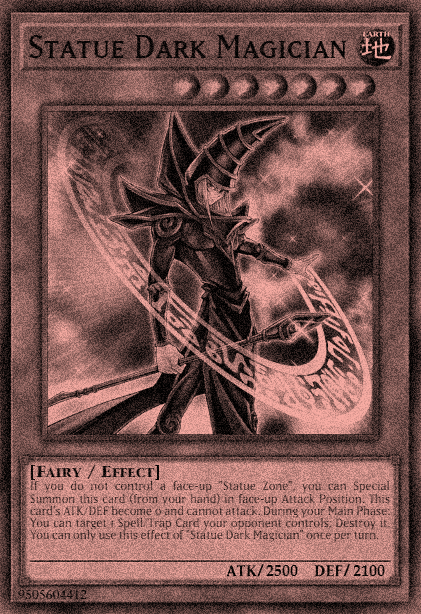 STATUE DARK MAGICIAN
EARTH
地
[FAIRY / EFFECT]
If you do not control a face-up "Statue Zone", you can Special
Summon this card (from your hand) in face-up Attack Position. This
card's ATK/DEF become 0 and cannot attack. During your Main Phase:
You can target 1 Spell/Trap Card your opponent controls; Destroy it.
You can only use this effect of "Statue Dark Magician" once per turn.
ATK/2500 DEF/2100
9505604412